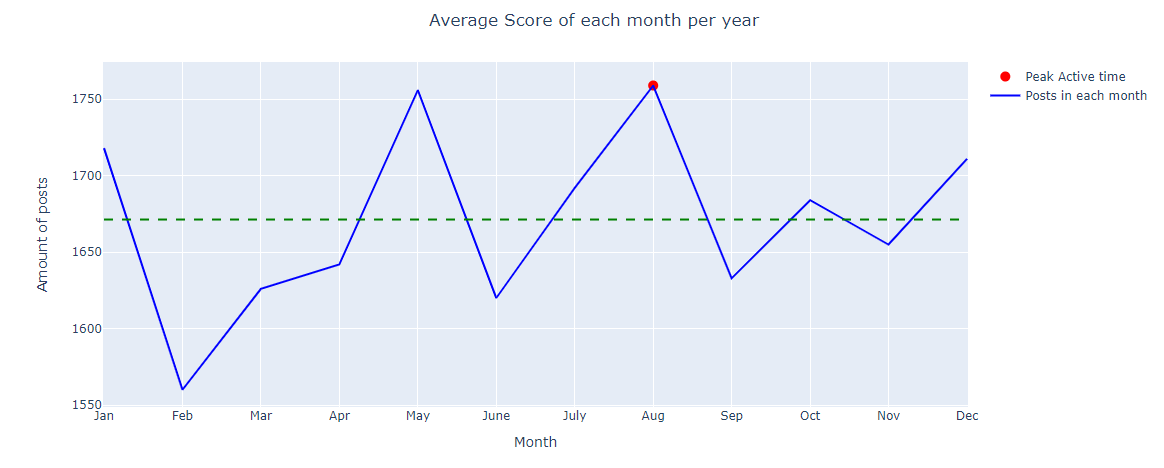 Average Score of each month per year
Peak Active time
Posts in each month
Amount of posts
1750
1700
1650
1600
1550
Jan Feb Mar Apr May June July Aug Sep Oct Nov Dec
Month